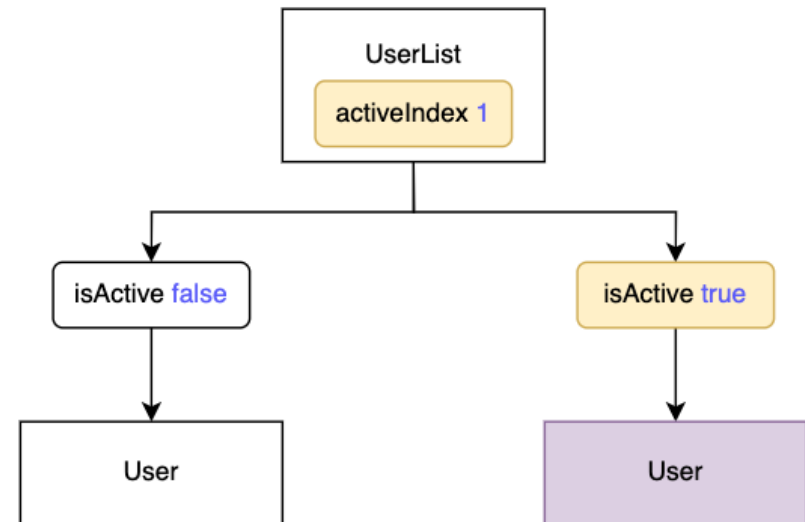 UserList
activeIndex 1
isActive false
isActive true
User
User